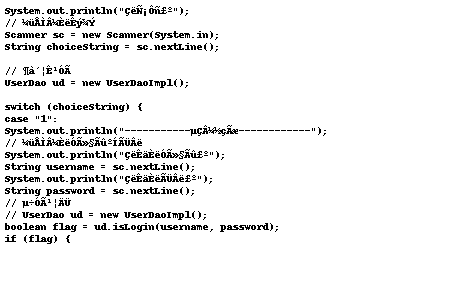 System.out.println("ÇëÑ¡Ôñ£º");
// ¼üÅÌÂ¼ÈëÊý¾Ý
Scanner sc = new Scanner(System.in);
String choiceString = sc.nextLine();
// ¶à´¦Ê¹ÓÃ
UserDao ud = new UserDaoImpl();
switch (choiceString) {
case "1":
System.out.println("-----------µÇÂ¼½çÃæ------------");
// ¼üÅÌÂ¼ÈëÓÃ»§ÃûºÍÃÜÂë
System.out.println("ÇëÊäÈëÓÃ»§Ãû£º");
String username = sc.nextLine();
System.out.println("ÇëÊäÈëÃÜÂë£º");
String password = sc.nextLine();
// µ÷ÓÃ¹¦ÄÜ
// UserDao ud = new UserDaoImpl();
boolean flag = ud.isLogin(username, password);
if (flag) {